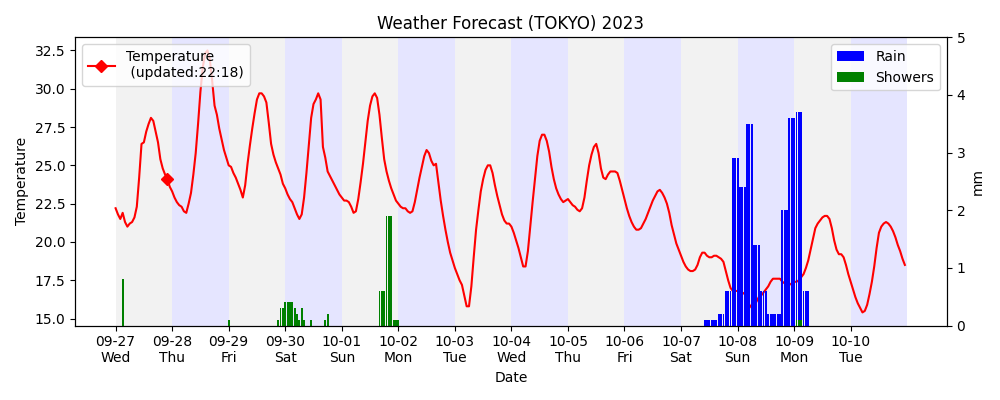 Weather Forecast (TOKYO) 2023
Temperature
(updated:22:18)
Rain
Showers
32.5
30.0
27.5
25.0
22.5
20.0
17.5
15.0
Temperature
5
4
3
2
1
0
mm
09-27 09-28 09-29 09-30 10-01 10-02 10-03 10-04 10-05 10-06 10-07 10-08 10-09 10-10
Wed Thu Fri Sat Sun Mon Tue Wed Thu Fri Sat Sun Mon Tue
Date